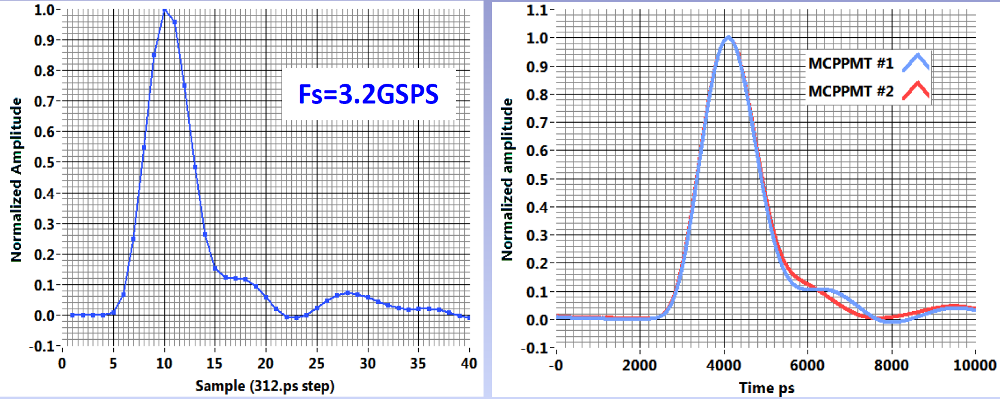 Normalized Amplitude
1.0
0.9
0.8
0.7
0.6
0.5
0.4
0.3
0.2
0.1
0.0
-0.1
Fs=3.2GSPS
0 5 10 15 20 25 30 35 40
Sample (312.ps step)
Normalized amplitude
1.1
1.0
0.9
0.8
0.7
0.6
0.5
0.4
0.3
0.2
0.1
0.0
-0.1
MCPPMT #1
MCPPMT #2
-0 2000 4000 6000 8000 10000
Time ps